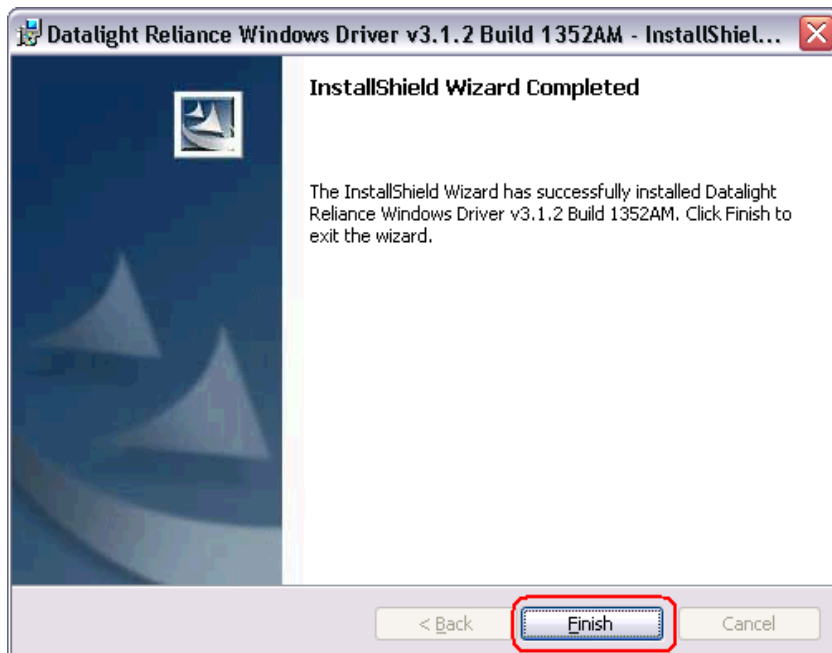 Datalight Reliance Windows Driver v3.1.2 Build 1352AM - InstallShiel...
InstallShield Wizard Completed
The InstallShield Wizard has successfully installed Datalight
Reliance Windows Driver v3.1.2 Build 1352AM. Click Finish to
exit the wizard.
< Back
Finish
Cancel